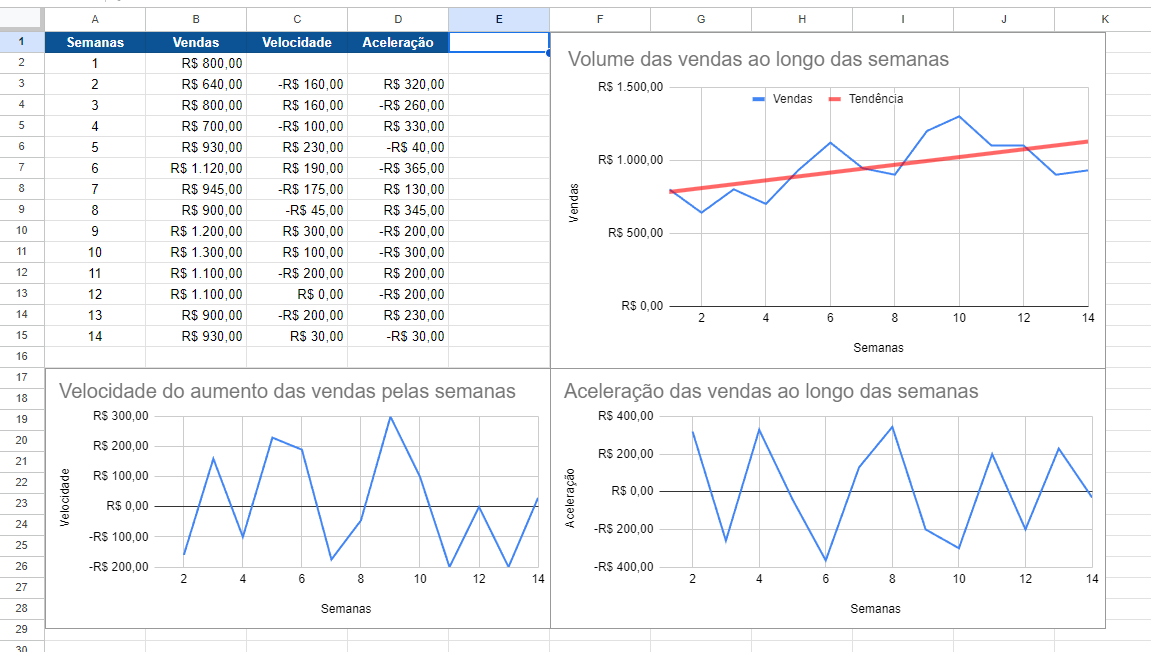 A B C D E F G H I J K
1 Semanas Vendas Velocidade Aceleração
2 1 R$ 800,00
3 2 R$ 640,00 -R$ 160,00 R$ 320,00
4 3 R$ 800,00 R$ 160,00 -R$ 260,00
5 4 R$ 700,00 -R$ 100,00 R$ 330,00
6 5 R$ 930,00 R$ 230,00 -R$ 40,00
7 6 R$ 1.120,00 R$ 190,00 -R$ 365,00
8 7 R$ 945,00 -R$ 175,00 R$ 130,00
9 8 R$ 900,00 -R$ 45,00 R$ 345,00
10 9 R$ 1.200,00 R$ 300,00 -R$ 200,00
11 10 R$ 1.300,00 R$ 100,00 -R$ 300,00
12 11 R$ 1.100,00 -R$ 200,00 R$ 200,00
13 12 R$ 1.100,00 R$ 0,00 -R$ 200,00
14 13 R$ 900,00 -R$ 200,00 R$ 230,00
15 14 R$ 930,00 R$ 30,00 -R$ 30,00
16
17
18
19
20
21
22
23
24
25
26
27
28
29
30
Volume das vendas ao longo das semanas
Vendas Tendência
R$ 1.500,00
R$ 1.000,00
R$ 500,00
R$ 0,00
Vendas
2 4 6 8 10 12 14
Semanas
Velocidade do aumento das vendas pelas semanas
R$ 300,00
R$ 200,00
R$ 100,00
R$ 0,00
-R$ 100,00
-R$ 200,00
Velocidade
2 4 6 8 10 12 14
Semanas
Aceleração das vendas ao longo das semanas
R$ 400,00
R$ 200,00
R$ 0,00
-R$ 200,00
-R$ 400,00
Aceleração
2 4 6 8 10 12 14
Semanas